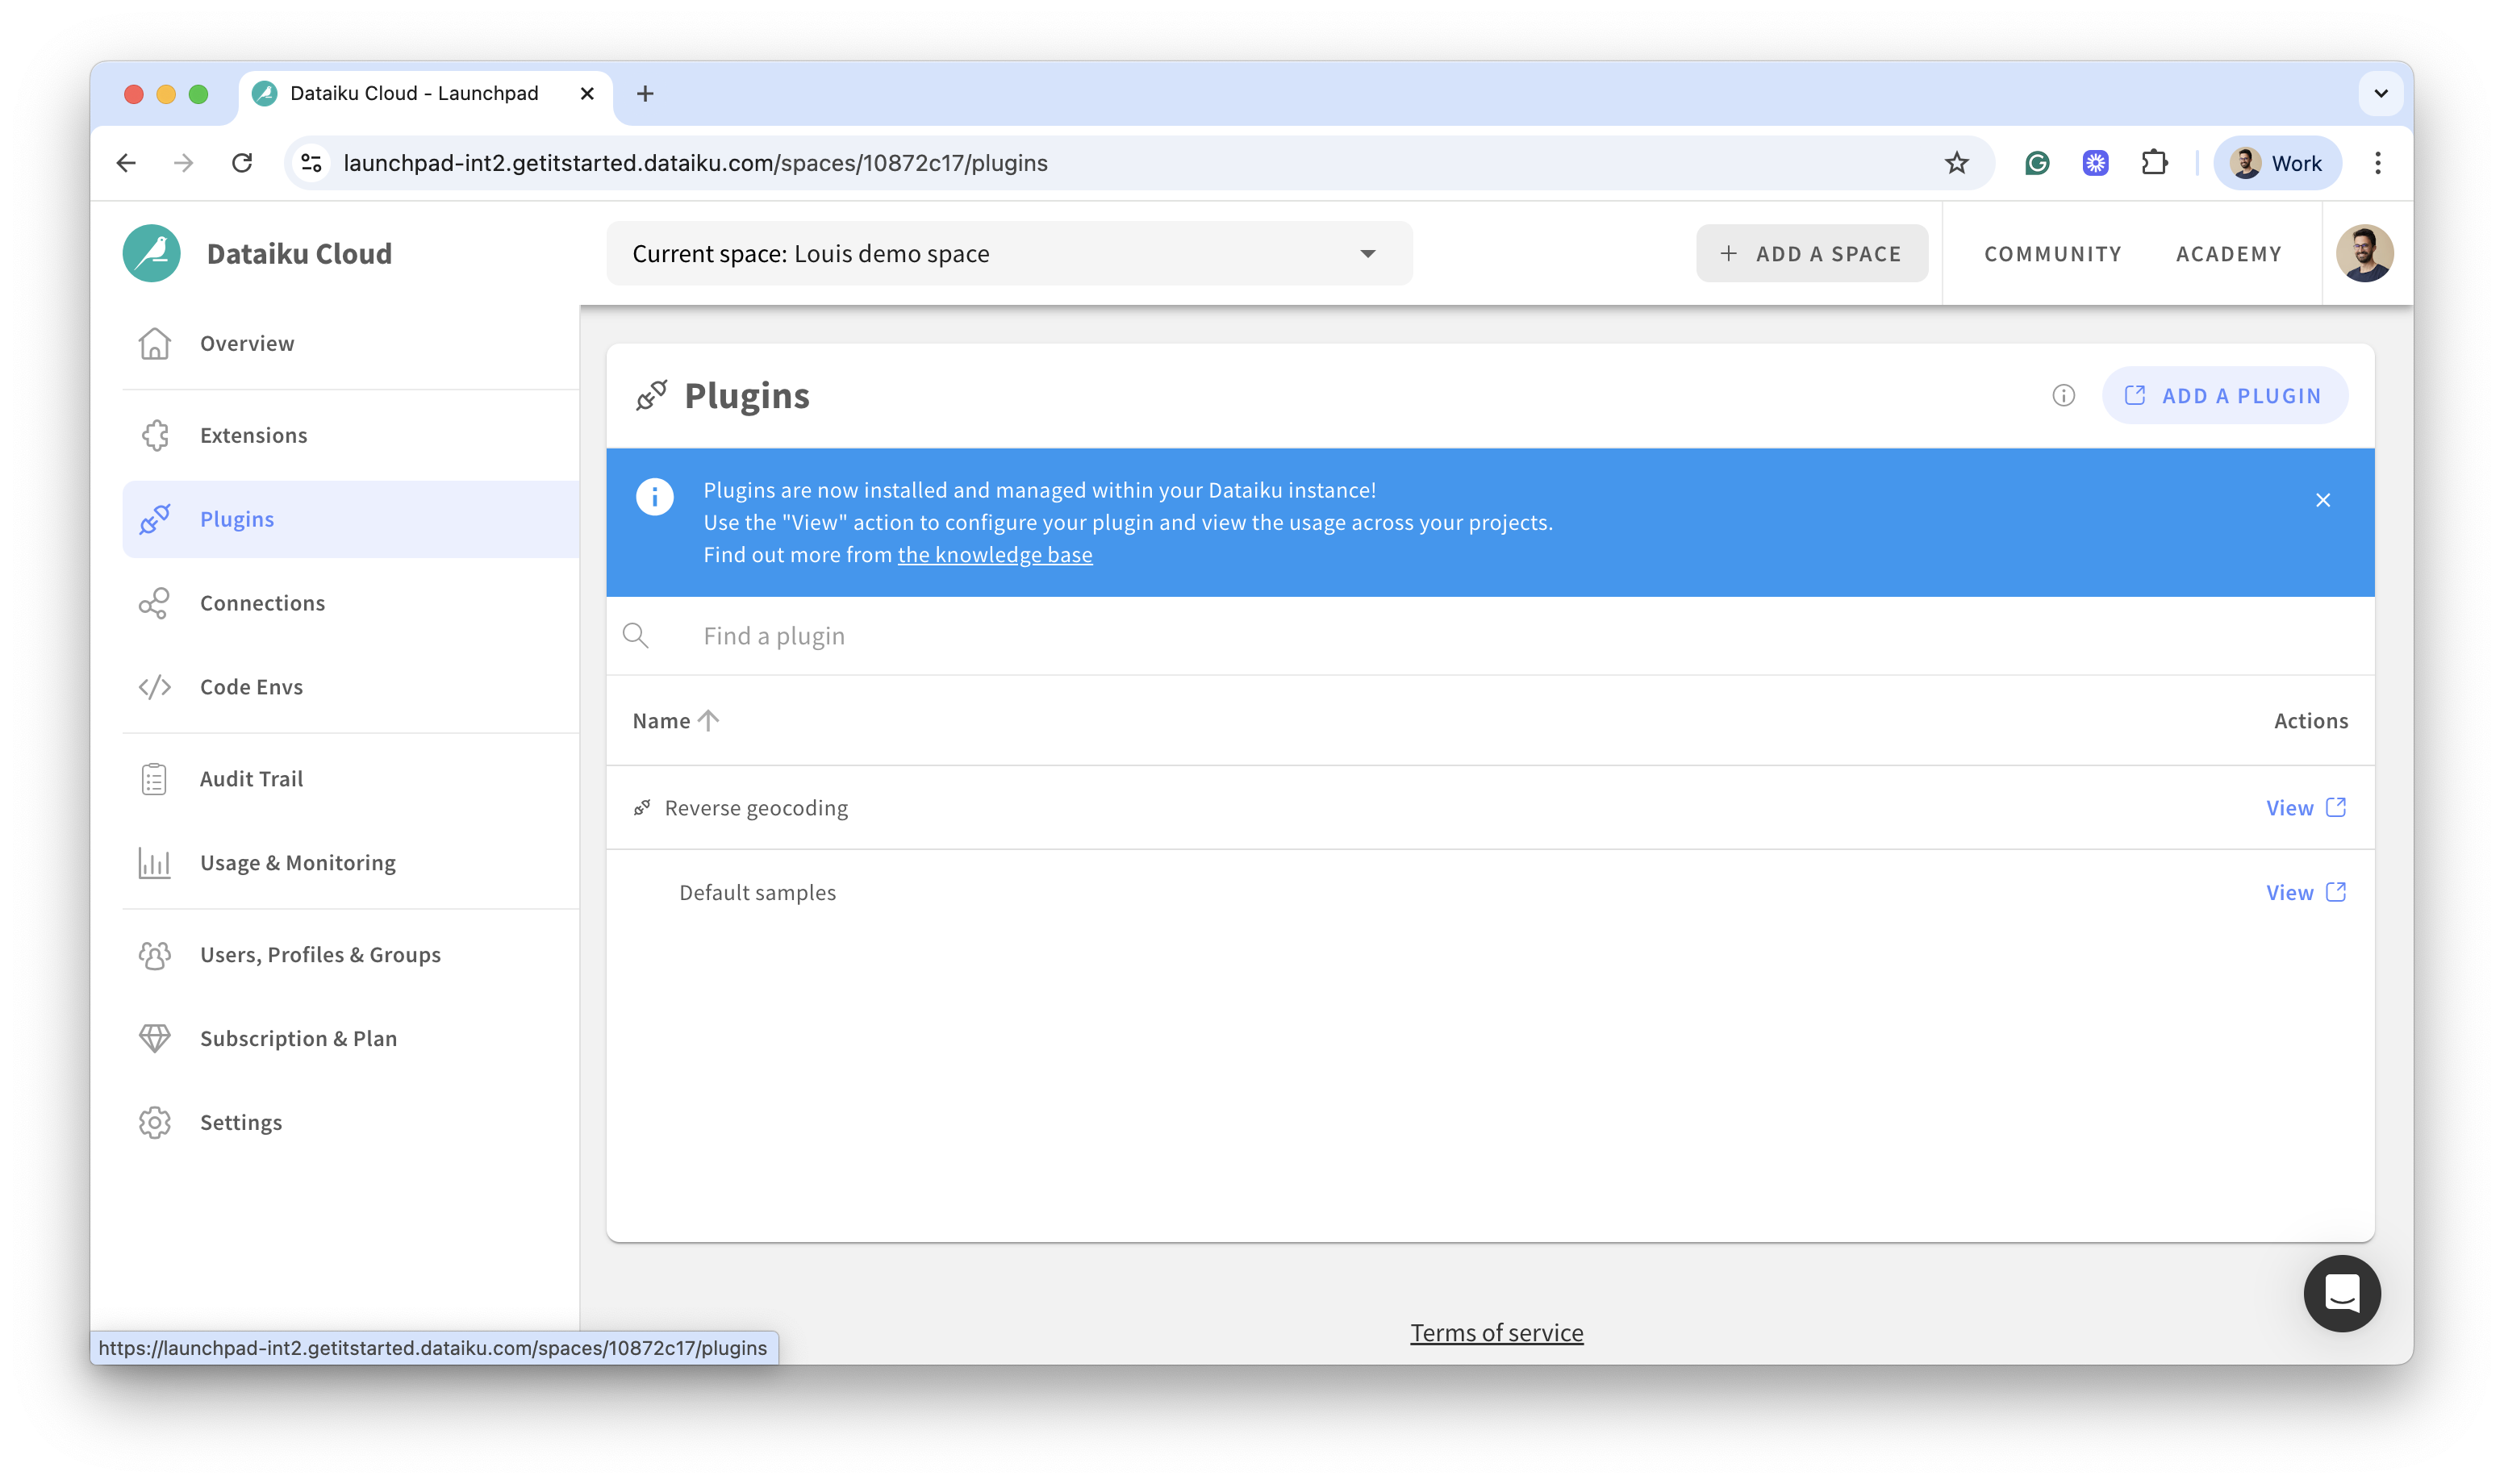 Dataiku Cloud - Launchpad
launchpad-int2.getitstarted.dataiku.com/spaces/10872c17/plugins
Work
Dataiku Cloud
Current space: Louis demo space
ADD A SPACE
COMMUNITY
ACADEMY
Overview
Extensions
Plugins
Connections
Code Envs
Audit Trail
Usage & Monitoring
Users, Profiles & Groups
Subscription & Plan
Settings
Plugins
ADD A PLUGIN
Plugins are now installed and managed within your Dataiku instance!
Use the "View" action to configure your plugin and view the usage across your projects.
Find out more from the knowledge base
Find a plugin
Name
Actions
Reverse geocoding
View
Default samples
View
Terms of service
https://launchpad-int2.getitstarted.dataiku.com/spaces/10872c17/plugins